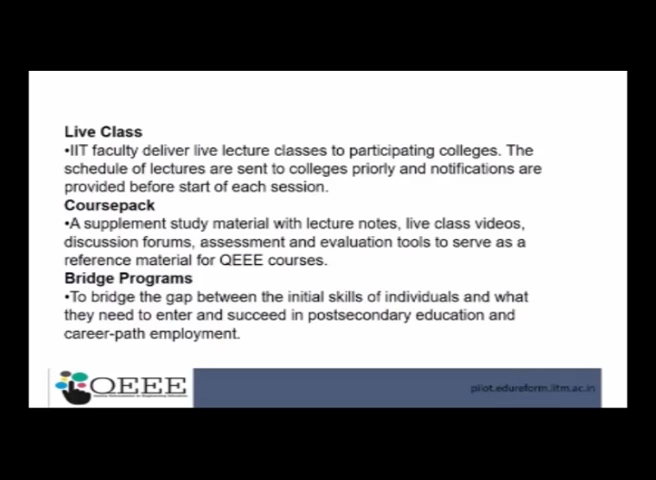 Live Class
•IIT faculty deliver live lecture classes to participating colleges. The
schedule of lectures are sent to colleges priorly and notifications are
provided before start of each session.
Coursepack
•A supplement study material with lecture notes, live class videos,
discussion forums, assessment and evaluation tools to serve as a
reference material for QEEE courses.
Bridge Programs
•To bridge the gap between the initial skills of individuals and what
they need to enter and succeed in postsecondary education and
career-path employment.
QEEE
pilot.edureform.iitm.ac.in